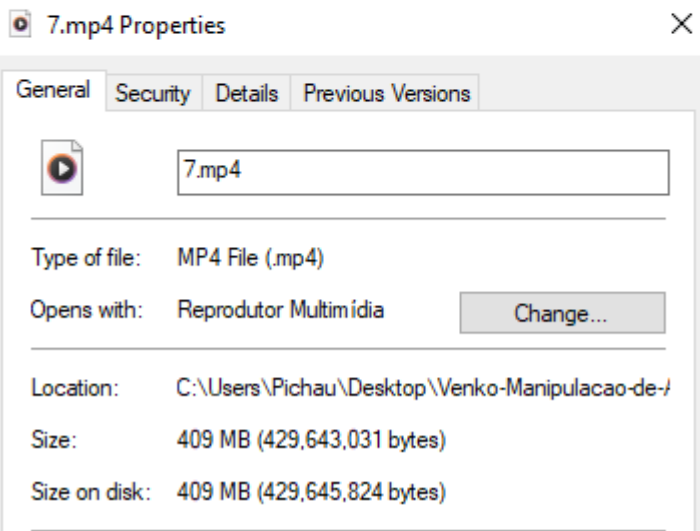 7.mp4 Properties
General Security Details Previous Versions
7.mp4
Type of file: MP4 File (.mp4)
Opens with: Reprodutor Multimídia Change...
Location: C:\Users\Pichau\Desktop\Venko-Manipulacao-de-
Size: 409 MB (429,643,031 bytes)
Size on disk: 409 MB (429,645,824 bytes)